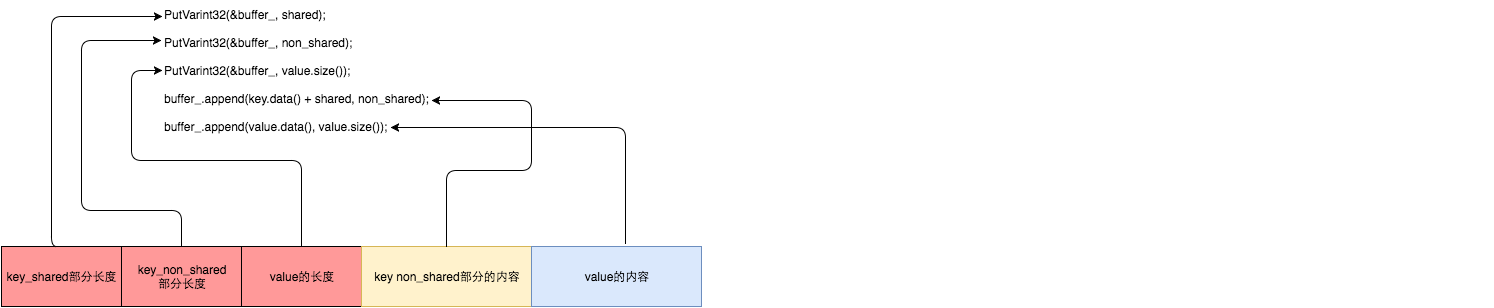 PutVarint32(&buffer_, shared);
PutVarint32(&buffer_, non_shared);
PutVarint32(&buffer_, value.size());
buffer_.append(key.data() + shared, non_shared);
buffer_.append(value.data(), value.size());
key_shared部分长度
key_non_shared
部分长度
value的长度
key non_shared部分的内容
value的内容